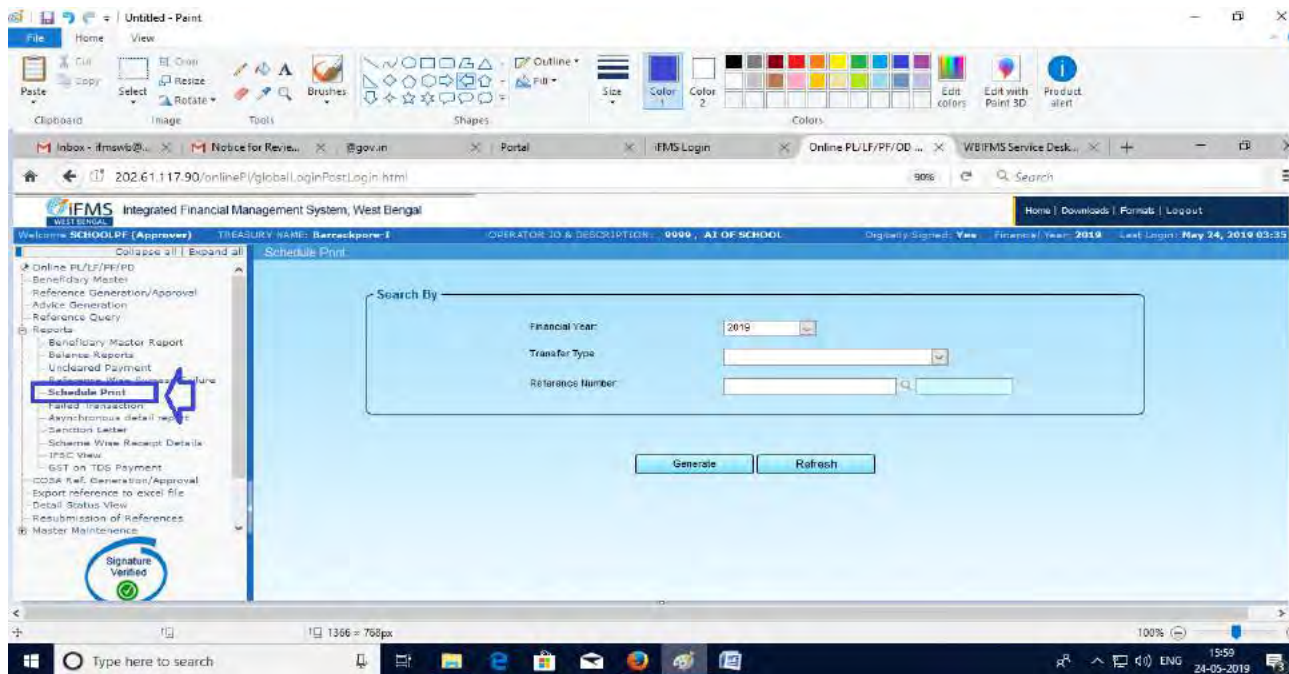 Untitled - Paint
File Home View
Paste
Cut
Copy
Select
Crop
Resize
Rotate
Brushes
Outline
Fill
Size
Color 1
Color 2
Edit colors
Edit with Paint 3D
Product alert
Clipboard Image Tools Shapes Colors
Inbox - ifmswb@... Notice for Revie... @gov.in Portal iFMS Login Online PL/LF/PF/OD ... WBIFMS Service Desk... +
202.61.117.90/onlinePl/globalLoginPostLogin.html 90% Search
iFMS Integrated Financial Management System, West Bengal
WEST BENGAL
Home | Downloads | Formats | Logout
Welcome SCHOOLPF (Approver) TREASURY NAME: Barrackpore-I OPERATOR ID & DESCRIPTION: 9999 , AI OF SCHOOL Digitally Signed: Yes Financial Year: 2019 Last Login: May 24, 2019 03:35
Collapse all | Expand all
Schedule Print
Online PL/LF/PF/PD
Beneficiary Master
Reference Generation/Approval
Advice Generation
Reference Query
Reports
Beneficiary Master Report
Balance Reports
Uncleared Payment
Reference Wise Success Failure
Schedule Print
Failed Transaction
Asynchronous detail report
Sanction Letter
Scheme Wise Receipt Details
IFSC View
GST on TDS Payment
COSA Ref. Generation/Approval
Export reference to excel file
Detail Status View
Resubmission of References
Master Maintenence
Search By
Financial Year: 2019
Transfer Type
Reference Number
Generate Refresh
Signature
Verified
1366 × 768px 100%
Type here to search
ENG
15:59
24-05-2019